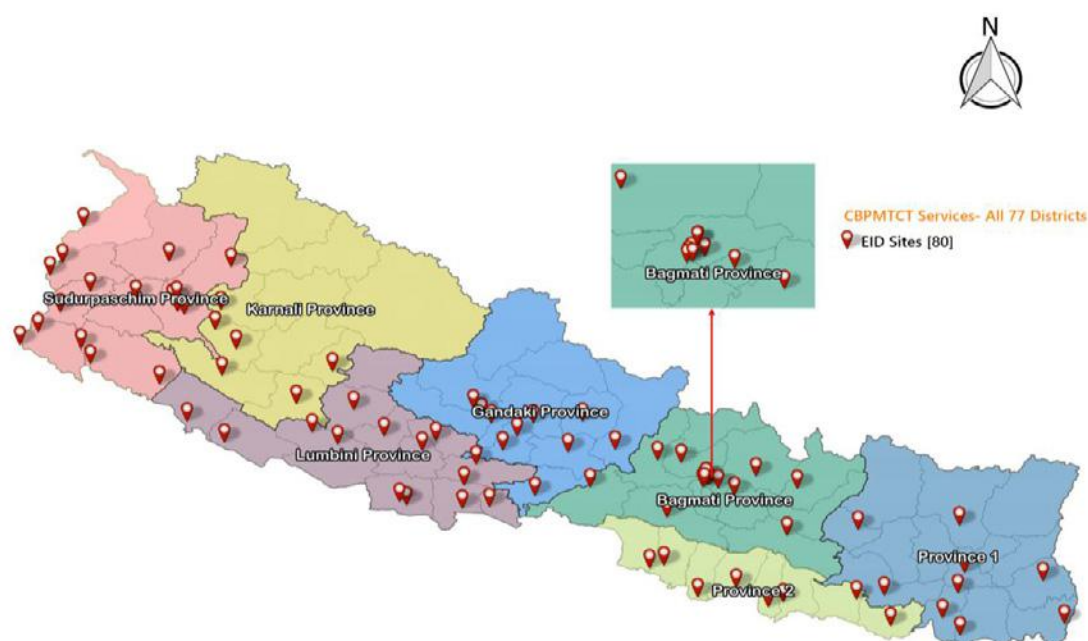 N
CBPMTCT Services- All 77 Districts
EID Sites [80]
Bagmati Province
Sudurpaschim Province
Karnali Province
Gandaki Province
Lumbini Province
Bagmati Province
Province 1
Province 2